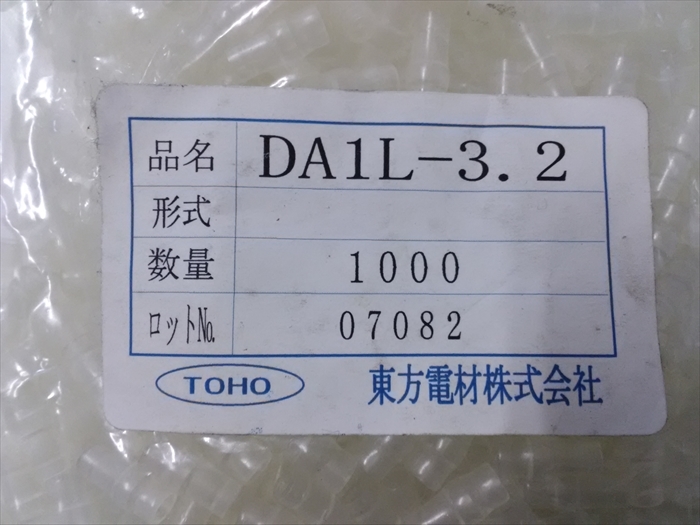 品名 DA1L-3.2
形式
数量 1000
ロットNo. 07082
TOHO 東方電材株式会社